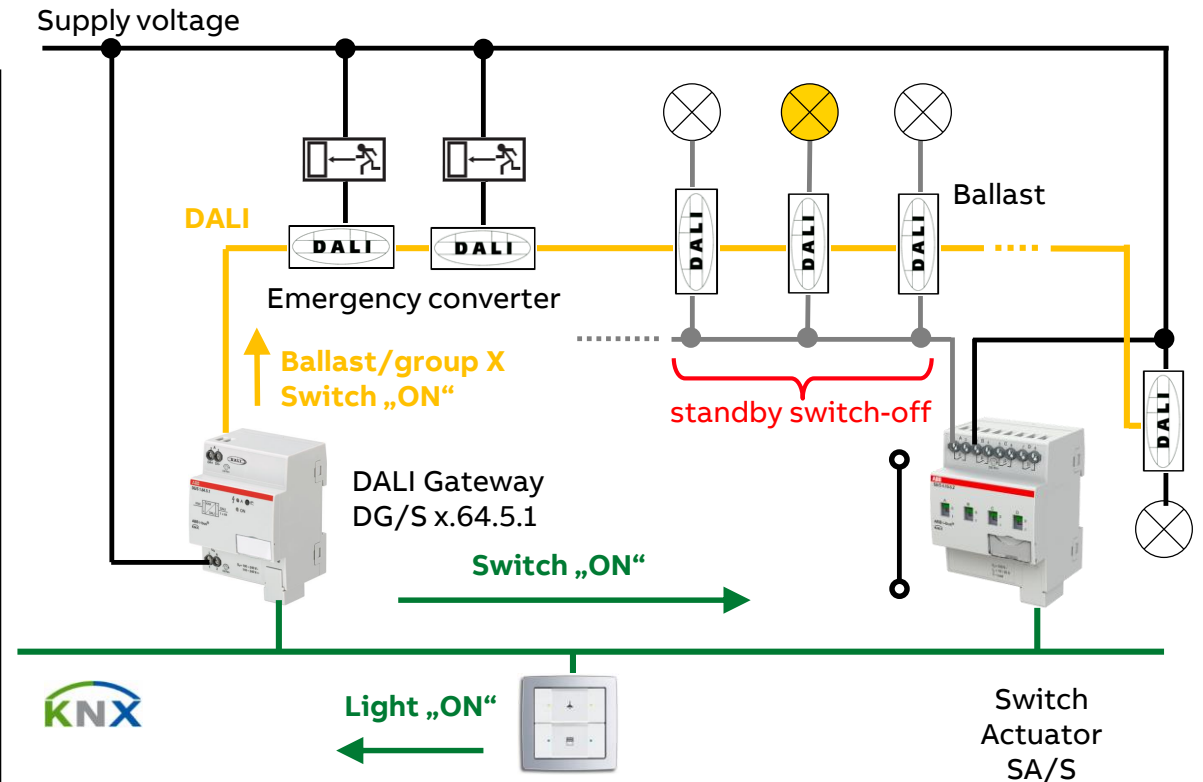 Supply voltage
DALI
DALI
DALI
DALI
DALI
DALI
Ballast
Emergency converter
Ballast/group X
Switch „ON“
standby switch-off
DALI
DALI Gateway
DG/S x.64.5.1
Switch „ON“
KNX
Light „ON“
Switch
Actuator
SA/S